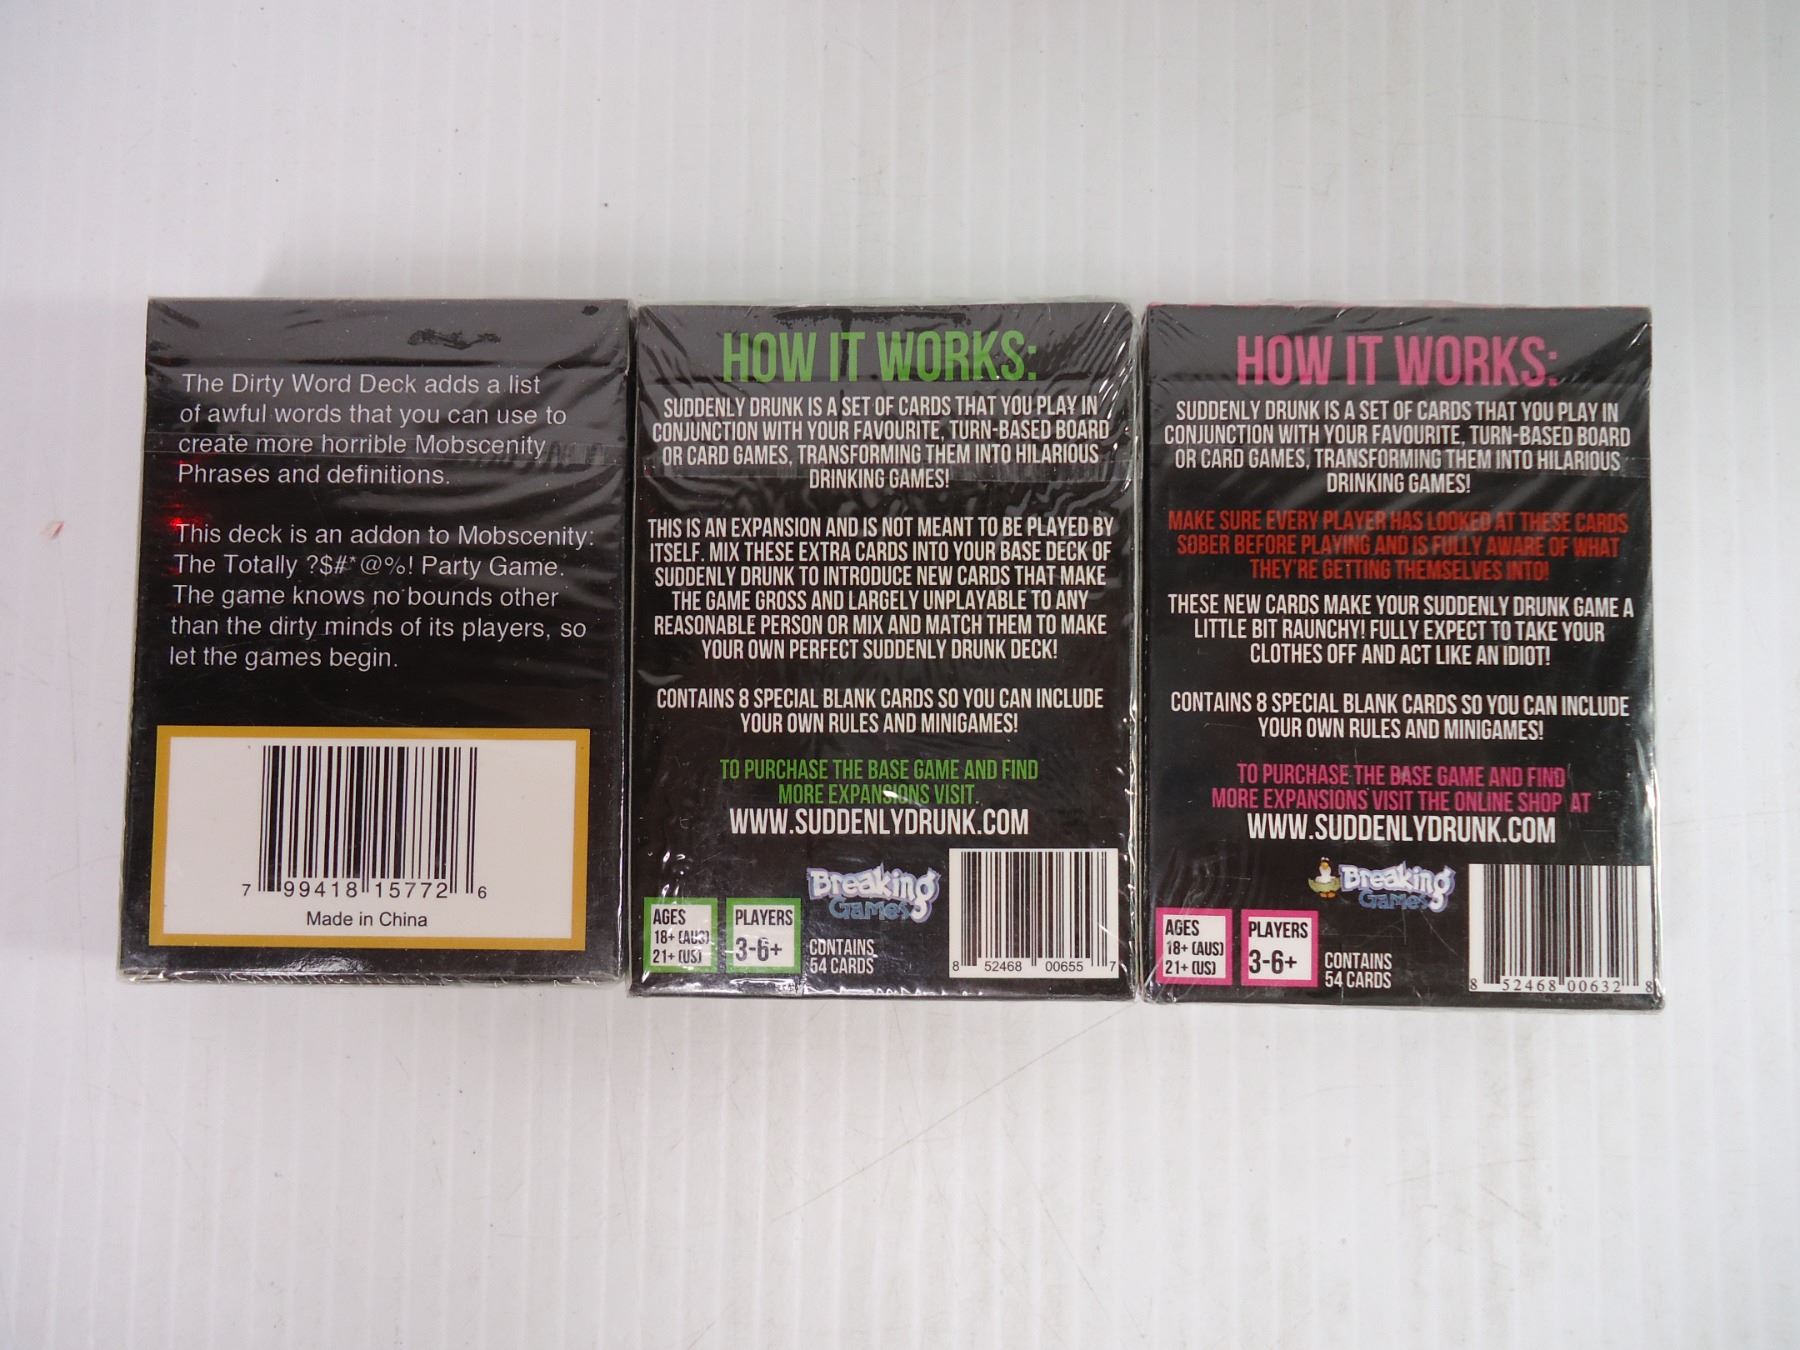 The Dirty Word Deck adds a list
of awful words that you can use to
create more horrible Mobscenity
Phrases and definitions.
This deck is an addon to Mobscenity:
The Totally ?$#*@%! Party Game.
The game knows no bounds other
than the dirty minds of its players, so
let the games begin.
7 99418 15772 6
Made in China
HOW IT WORKS:
SUDDENLY DRUNK IS A SET OF CARDS THAT YOU PLAY IN
CONJUNCTION WITH YOUR FAVOURITE, TURN-BASED BOARD
OR CARD GAMES, TRANSFORMING THEM INTO HILARIOUS
DRINKING GAMES!
THIS IS AN EXPANSION AND IS NOT MEANT TO BE PLAYED BY
ITSELF. MIX THESE EXTRA CARDS INTO YOUR BASE DECK OF
SUDDENLY DRUNK TO INTRODUCE NEW CARDS THAT MAKE
THE GAME GROSS AND LARGELY UNPLAYABLE TO ANY
REASONABLE PERSON OR MIX AND MATCH THEM TO MAKE
YOUR OWN PERFECT SUDDENLY DRUNK DECK!
CONTAINS 8 SPECIAL BLANK CARDS SO YOU CAN INCLUDE
YOUR OWN RULES AND MINIGAMES!
TO PURCHASE THE BASE GAME AND FIND
MORE EXPANSIONS VISIT.
WWW.SUDDENLYDRUNK.COM
Breaking
Games
AGES
18+ (AUS)
21+ (US)
PLAYERS
3-6+
CONTAINS
54 CARDS
8 52468 00655 7
HOW IT WORKS:
SUDDENLY DRUNK IS A SET OF CARDS THAT YOU PLAY IN
CONJUNCTION WITH YOUR FAVOURITE, TURN-BASED BOARD
OR CARD GAMES, TRANSFORMING THEM INTO HILARIOUS
DRINKING GAMES!
MAKE SURE EVERY PLAYER HAS LOOKED AT THESE CARDS
SOBER BEFORE PLAYING AND IS FULLY AWARE OF WHAT
THEY'RE GETTING THEMSELVES INTO!
THESE NEW CARDS MAKE YOUR SUDDENLY DRUNK GAME A
LITTLE BIT RAUNCHY! FULLY EXPECT TO TAKE YOUR
CLOTHES OFF AND ACT LIKE AN IDIOT!
CONTAINS 8 SPECIAL BLANK CARDS SO YOU CAN INCLUDE
YOUR OWN RULES AND MINIGAMES!
TO PURCHASE THE BASE GAME AND FIND
MORE EXPANSIONS VISIT THE ONLINE SHOP AT
WWW.SUDDENLYDRUNK.COM
Breaking
Games
AGES
18+ (AUS)
21+ (US)
PLAYERS
3-6+
CONTAINS
54 CARDS
8 52468 00632 8